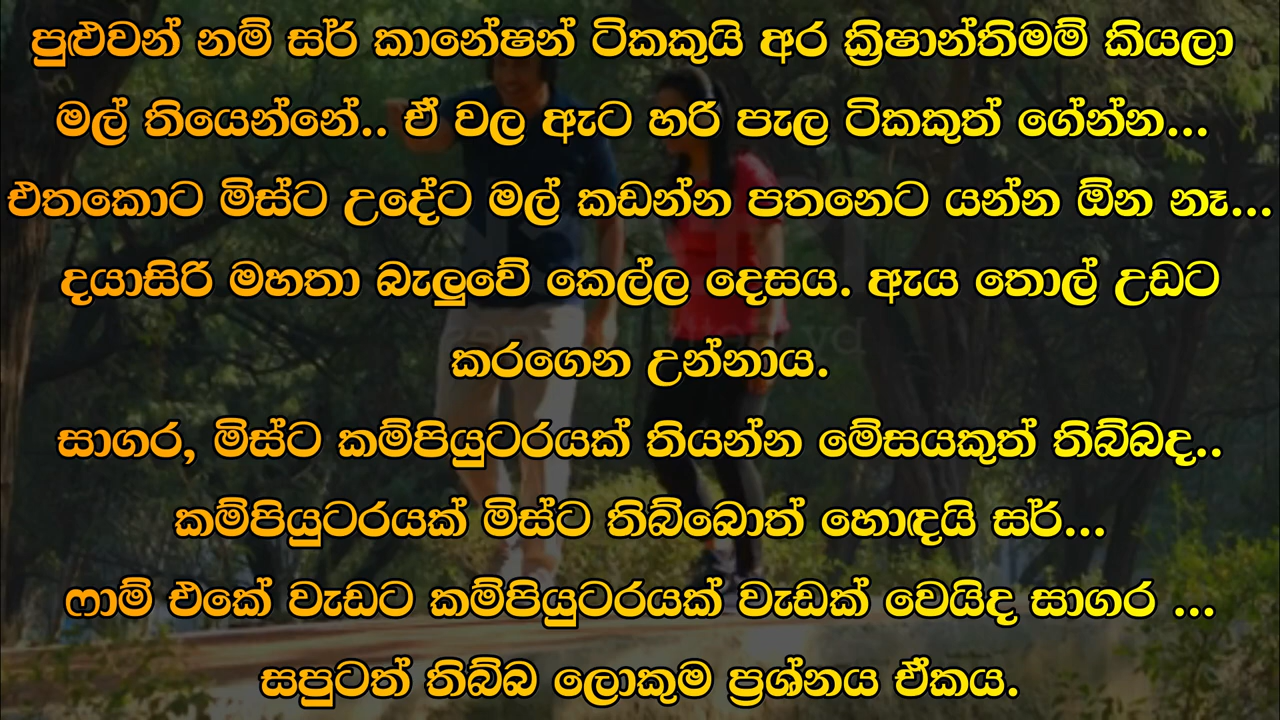 පුළුවන් නම් සර් කානේෂන් ටිකකුයි අර ක්‍රිෂාන්තිමම් කියලා
මල් තියෙන්නේ.. ඒ වල ඇට හරි පැල ටිකකුත් ගේන්න...
එතකොට මිස්ට උදේට මල් කඩන්න පතනෙට යන්න ඕන නෑ...
දයාසිරි මහතා බැලුවේ කෙල්ල දෙසය. ඇය තොල් උඩට
කරගෙන උන්නාය.
සාගර, මිස්ට කම්පියුටරයක් තියන්න මේසයකුත් තිබ්බද..
කම්පියුටරයක් මිස්ට තිබ්බොත් හොඳයි සර්...
ෆාම් එකේ වැඩට කම්පියුටරයක් වැඩක් වෙයිද සාගර ...
සපුටත් තිබ්බ ලොකුම ප්‍රශ්නය ඒකය.